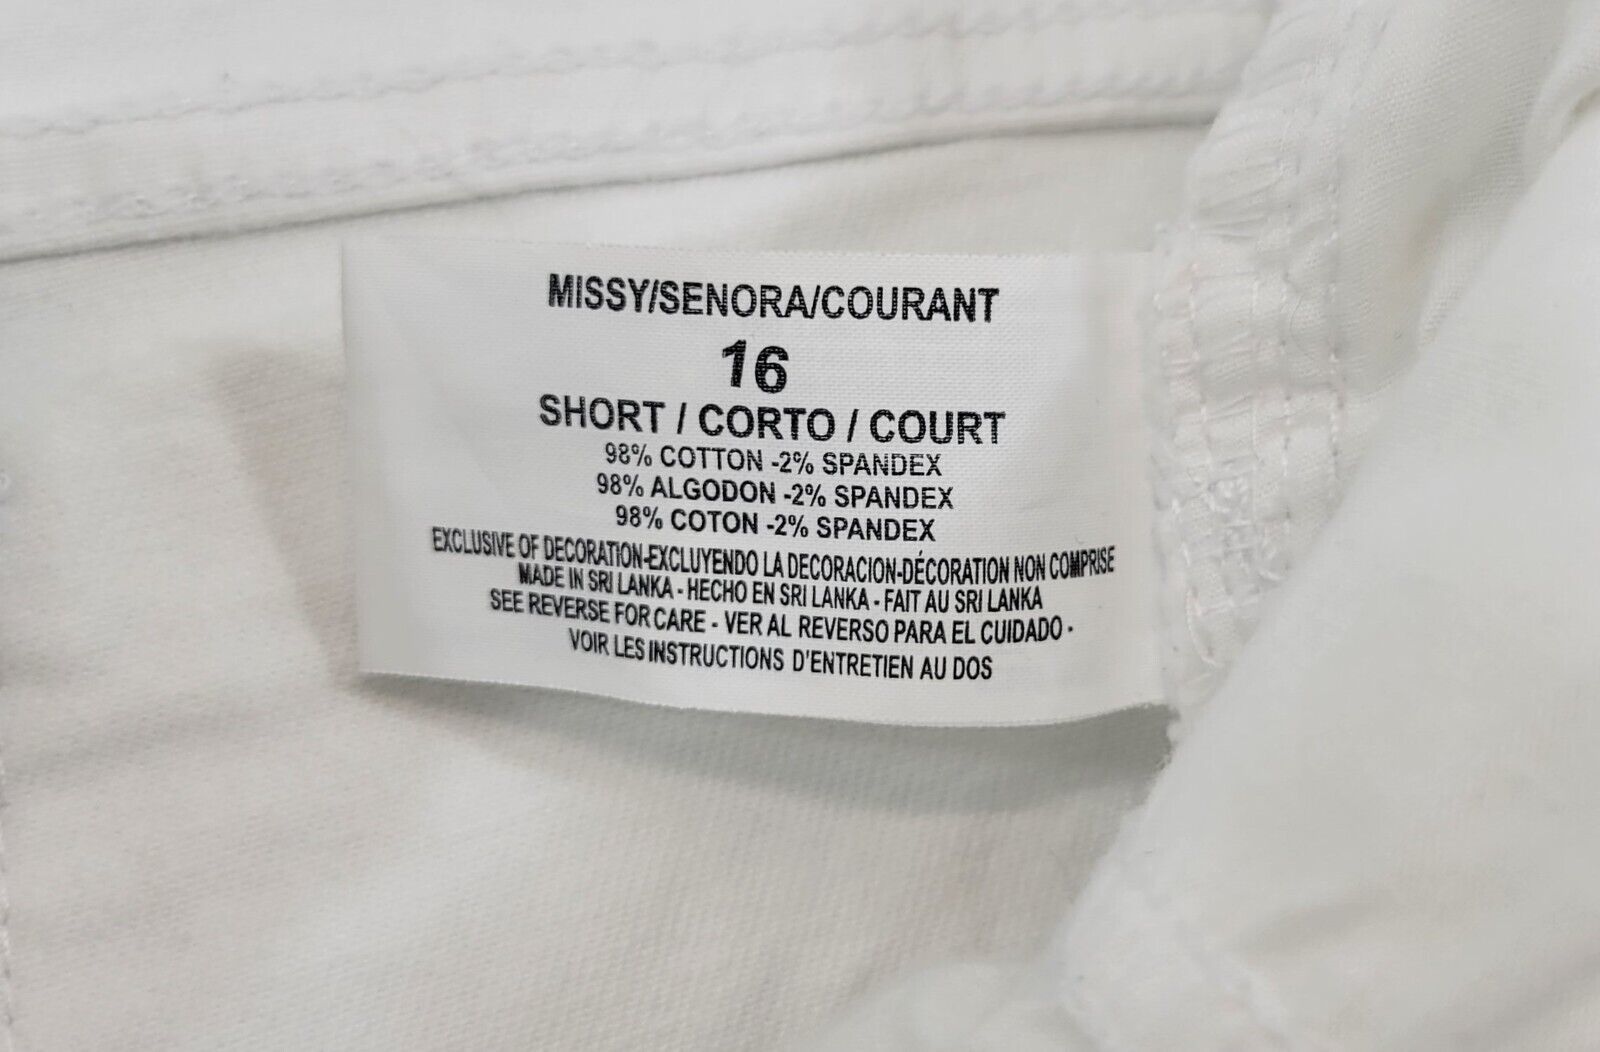 MISSY/SENORA/COURANT
16
SHORT / CORTO / COURT
98% COTTON -2% SPANDEX
98% ALGODON -2% SPANDEX
98% COTON -2% SPANDEX
EXCLUSIVE OF DECORATION-EXCLUYENDO LA DECORACION-DÉCORATION NON COMPRISE
MADE IN SRI LANKA - HECHO EN SRI LANKA - FAIT AU SRI LANKA
SEE REVERSE FOR CARE - VER AL REVERSO PARA EL CUIDADO -
VOIR LES INSTRUCTIONS D'ENTRETIEN AU DOS